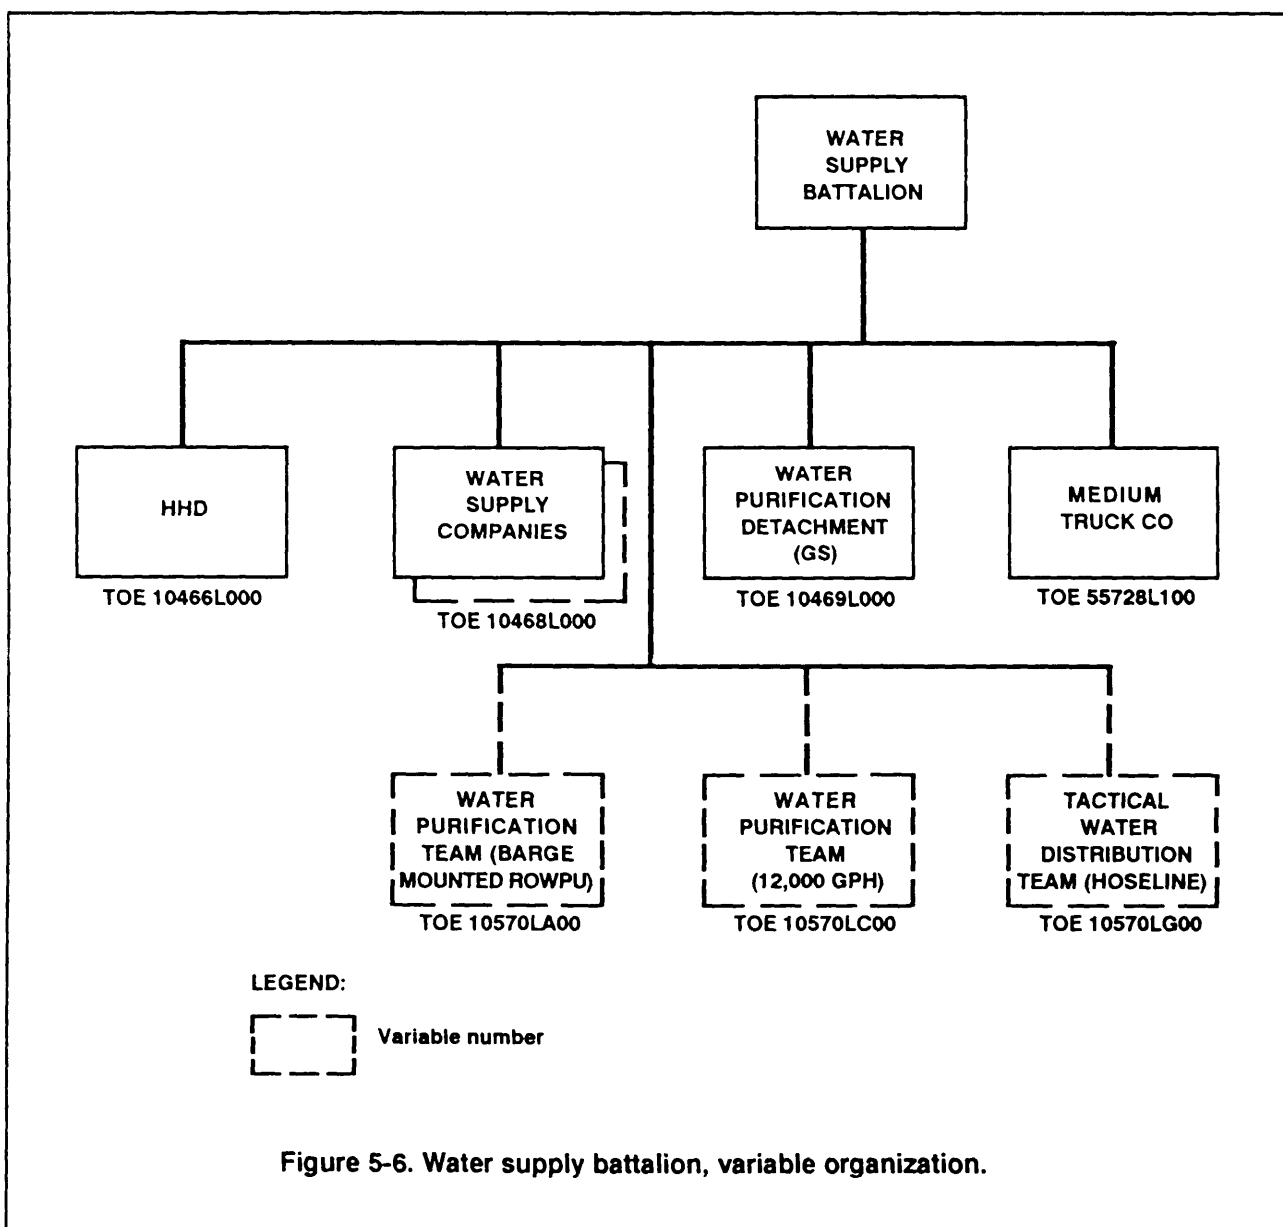 WATER
SUPPLY
BATTALION
HHD
TOE 10466L000
WATER
SUPPLY
COMPANIES
TOE 10468L000
WATER
PURIFICATION
DETACHMENT
(GS)
TOE 10469L000
MEDIUM
TRUCK CO
TOE 55728L100
WATER
PURIFICATION
TEAM (BARGE
MOUNTED ROWPU)
TOE 10570LA00
WATER
PURIFICATION
TEAM
(12,000 GPH)
TOE 10570LC00
TACTICAL
WATER
DISTRIBUTION
TEAM (HOSELINE)
TOE 10570LG00
LEGEND:
Variable number
Figure 5-6. Water supply battalion, variable organization.